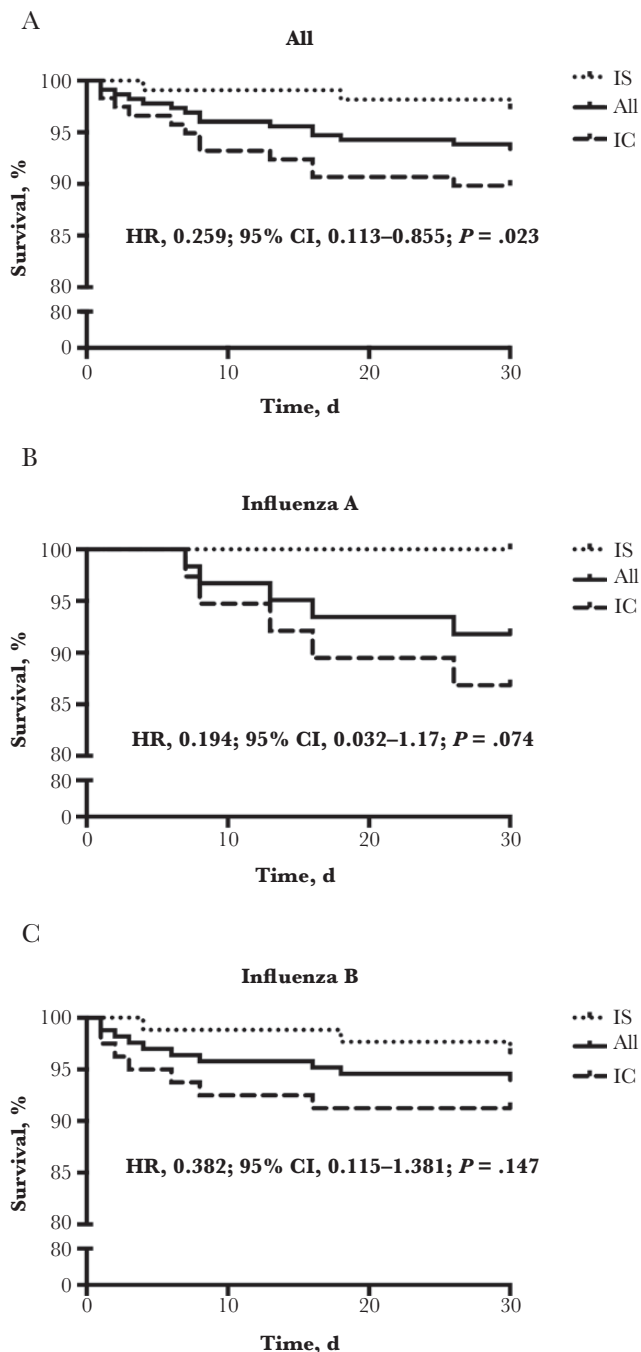 A
All
100
95
90
85
80
80
0
Survival, %
HR, 0.259; 95% CI, 0.113–0.855; P = .023
0 10 20 30
Time, d
IS
All
IC
B
Influenza A
100
95
90
85
80
80
0
Survival, %
HR, 0.194; 95% CI, 0.032–1.17; P = .074
0 10 20 30
Time, d
IS
All
IC
C
Influenza B
100
95
90
85
80
80
0
Survival, %
HR, 0.382; 95% CI, 0.115–1.381; P = .147
0 10 20 30
Time, d
IS
All
IC